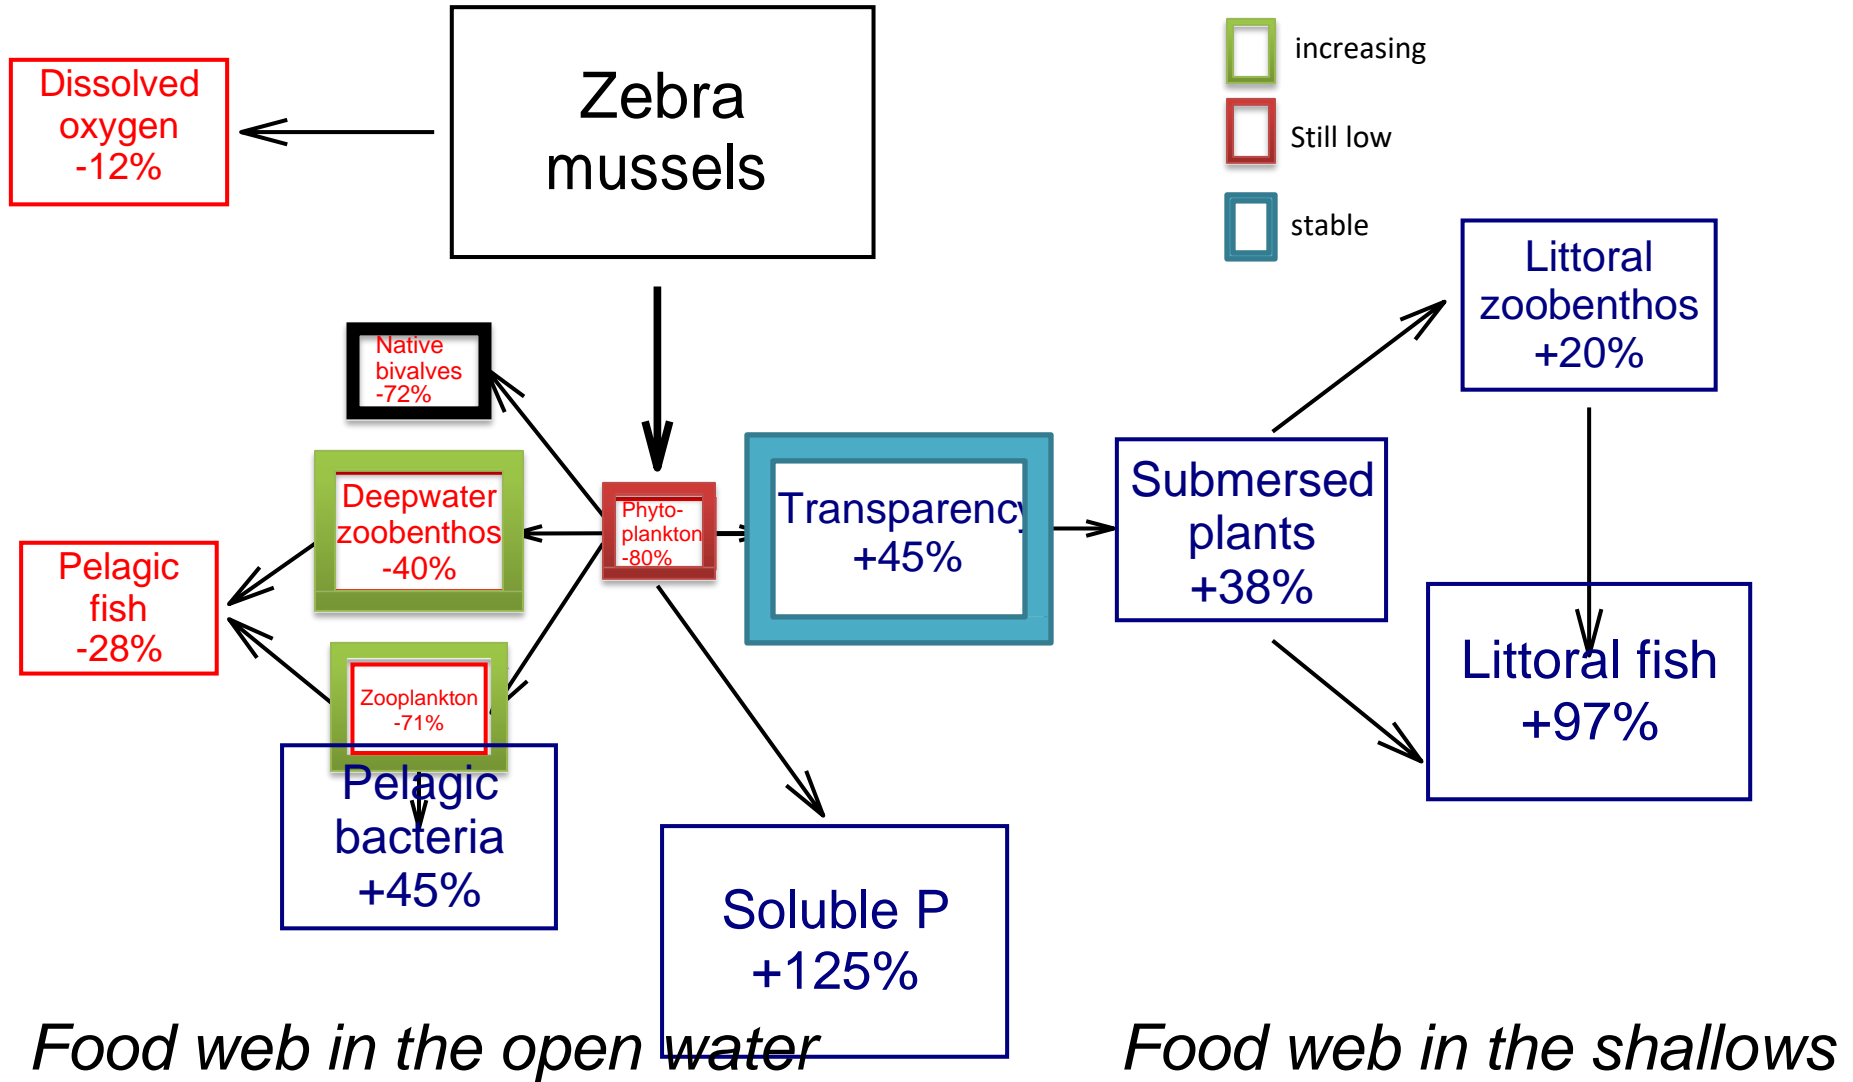 Dissolved
oxygen
-12%
Zebra
mussels
increasing
Still low
stable
Native
bivalves
-72%
Deepwater
zoobenthos
-40%
Pelagic
fish
-28%
Zooplankton
-71%
Pelagic
bacteria
+45%
Phyto-
plankton
-80%
Transparency
+45%
Soluble P
+125%
Submersed
plants
+38%
Littoral
zoobenthos
+20%
Littoral fish
+97%
Food web in the open water
Food web in the shallows